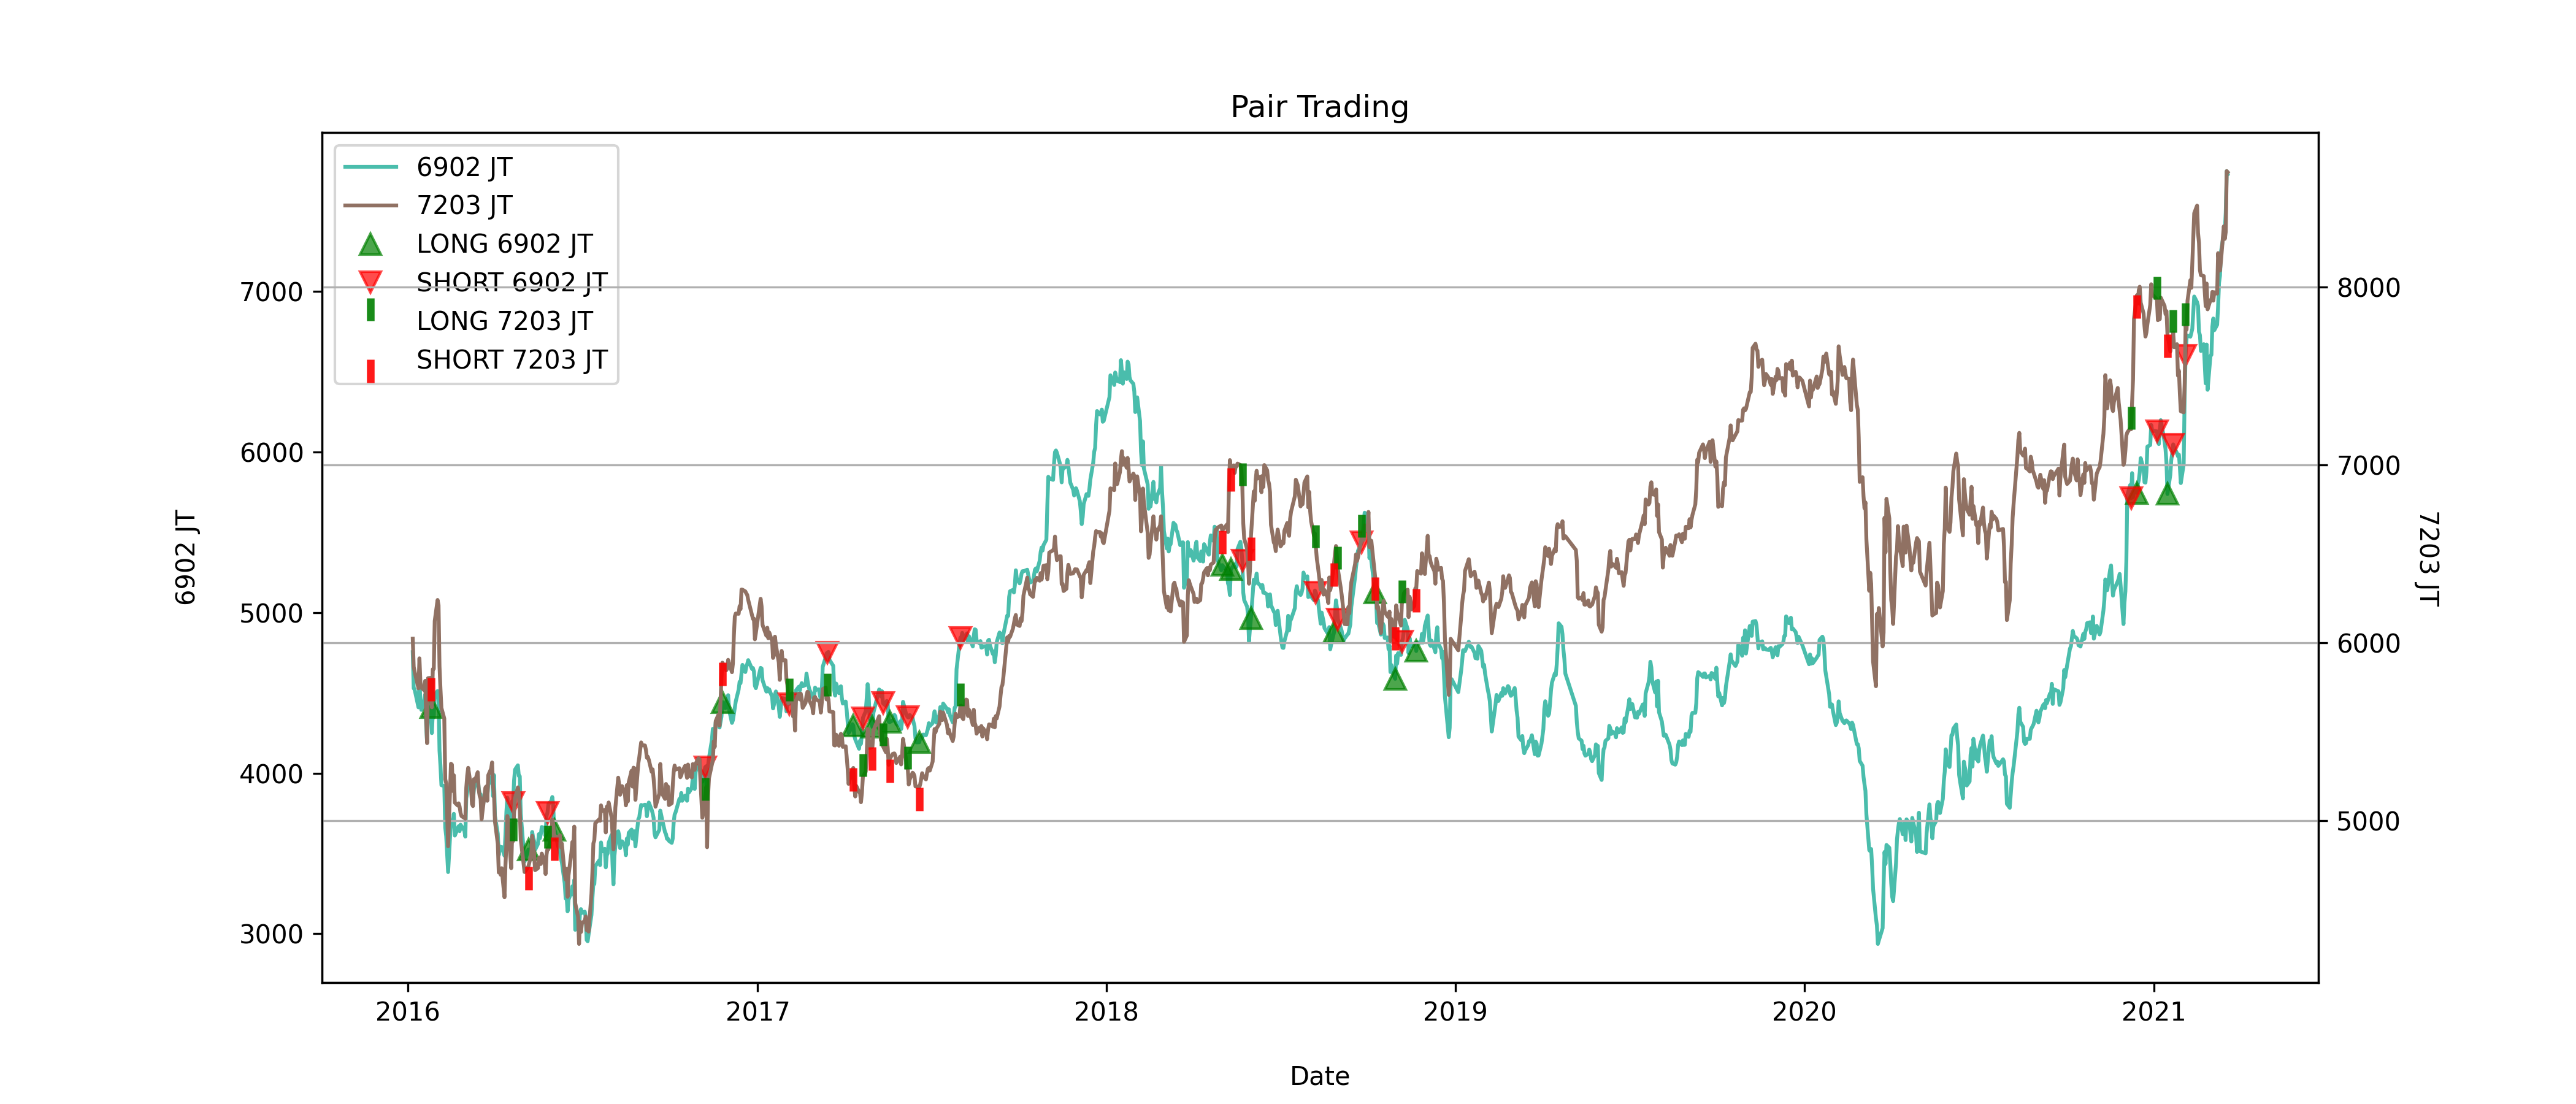 Pair Trading
6902 JT
7203 JT
LONG 6902 JT
SHORT 6902 JT
LONG 7203 JT
SHORT 7203 JT
7000
6000
5000
4000
3000
6902 JT
8000
7000
6000
5000
7203 JT
2016 2017 2018 2019 2020 2021
Date